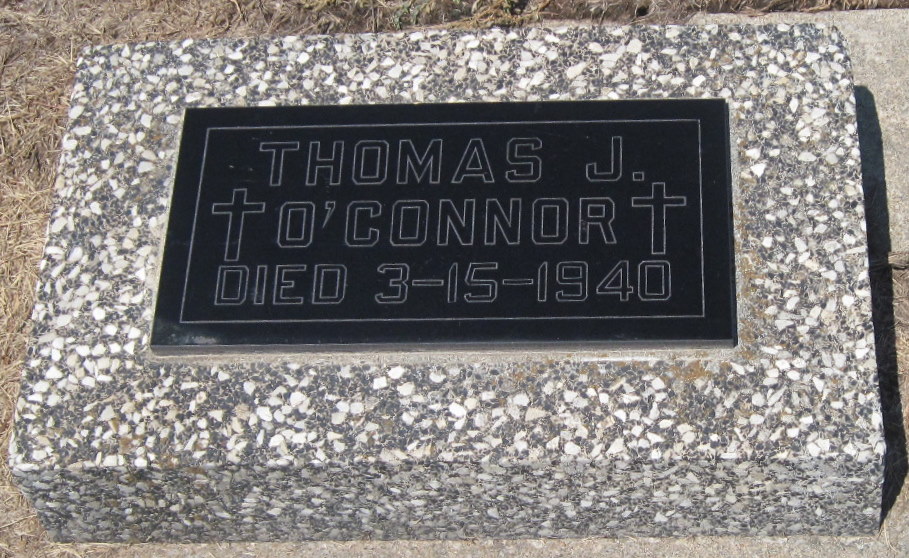 THOMAS J.
O'CONNOR
DIED 3-15-1940